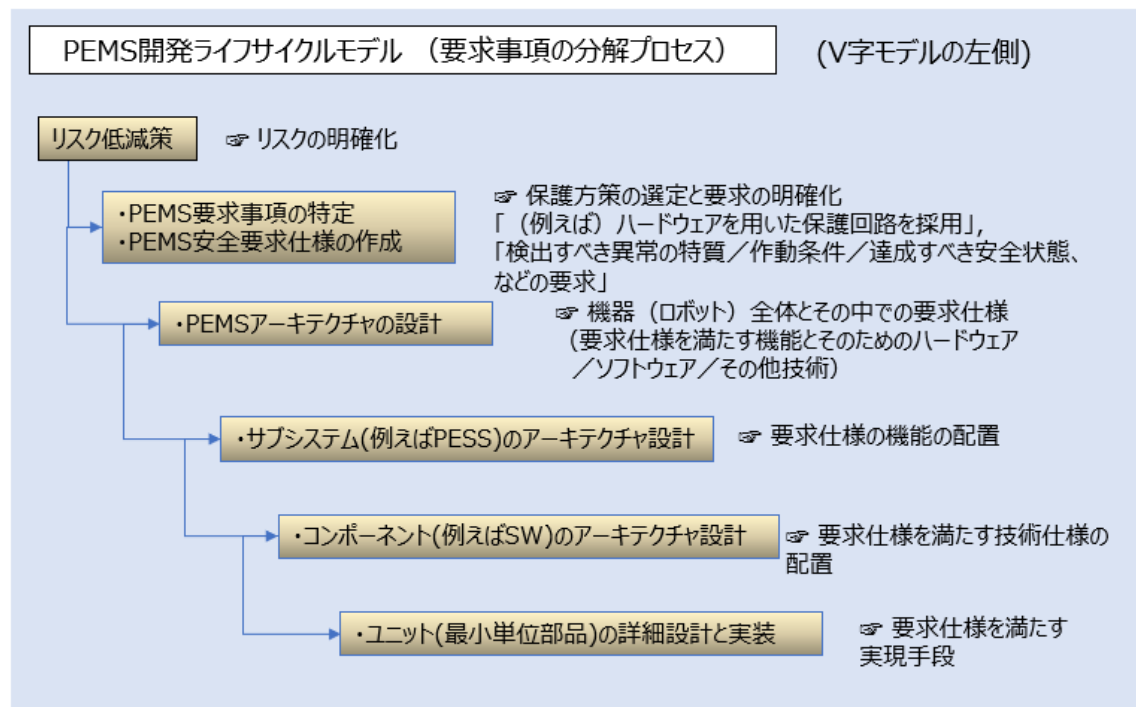 PEMS開発ライフサイクルモデル （要求事項の分解プロセス）
(V字モデルの左側)
リスク低減策
☞ リスクの明確化
・PEMS要求事項の特定
・PEMS安全要求仕様の作成
☞ 保護方策の選定と要求の明確化
「（例えば）ハードウェアを用いた保護回路を採用」,
「検出すべき異常の特質／作動条件／達成すべき安全状態、
などの要求」
・PEMSアーキテクチャの設計
☞ 機器（ロボット）全体とその中での要求仕様
（要求仕様を満たす機能とそのためのハードウェア
／ソフトウェア／その他技術）
・サブシステム(例えばPESS)のアーキテクチャ設計
☞ 要求仕様の機能の配置
・コンポーネント(例えばSW)のアーキテクチャ設計
☞ 要求仕様を満たす技術仕様の
配置
・ユニット(最小単位部品)の詳細設計と実装
☞ 要求仕様を満たす
実現手段